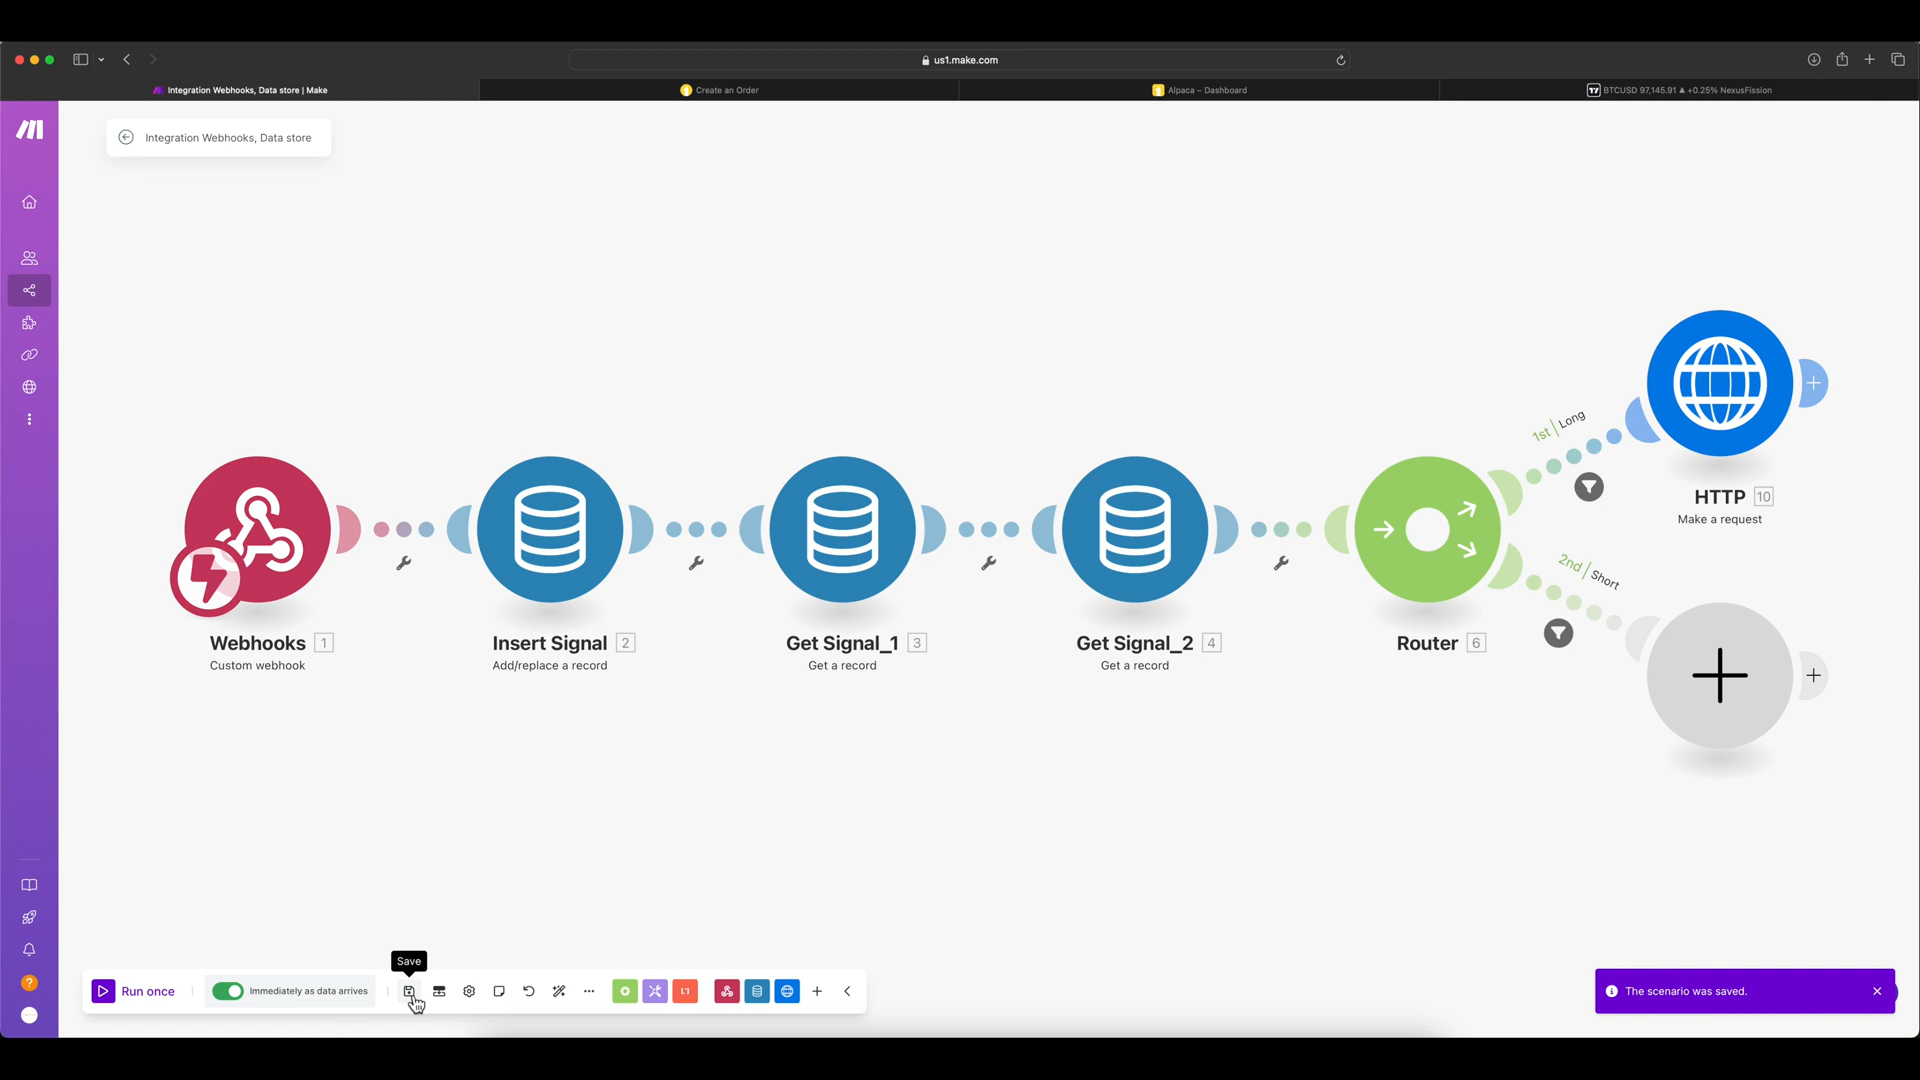 us1.make.com
Integration Webhooks, Data store | Make
Create an Order
Alpaca – Dashboard
BTCUSD 97,145.91 ▲ +0.25% NexusFission
Integration Webhooks, Data store
1st | Long
HTTP 10
Make a request
2nd | Short
Webhooks 1
Custom webhook
Insert Signal 2
Add/replace a record
Get Signal_1 3
Get a record
Get Signal_2 4
Get a record
Router 6
Save
Run once
Immediately as data arrives
The scenario was saved.